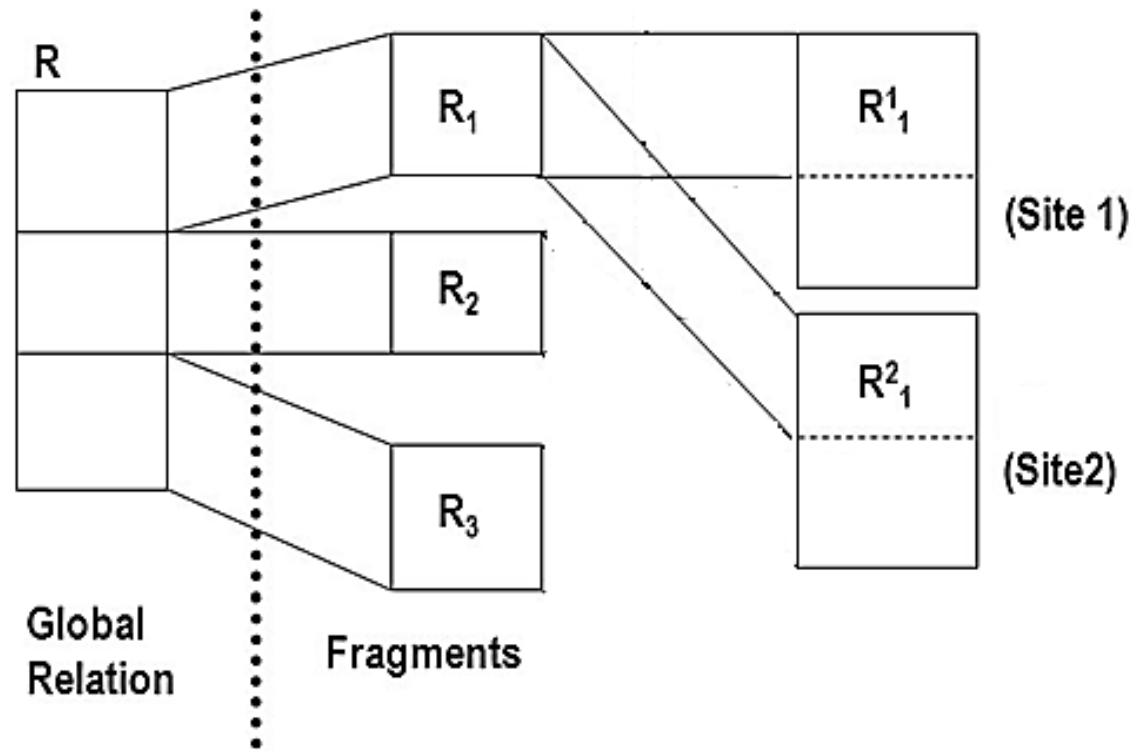 R
R₁
R¹₁
(Site 1)
R₂
R²₁
(Site2)
R₃
Global
Relation
Fragments